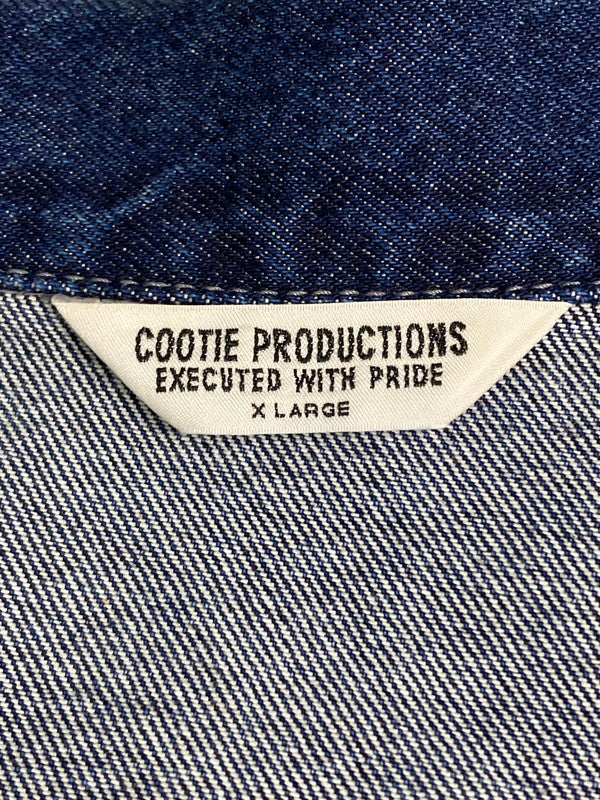 COOTIE PRODUCTIONS
EXECUTED WITH PRIDE
X LARGE